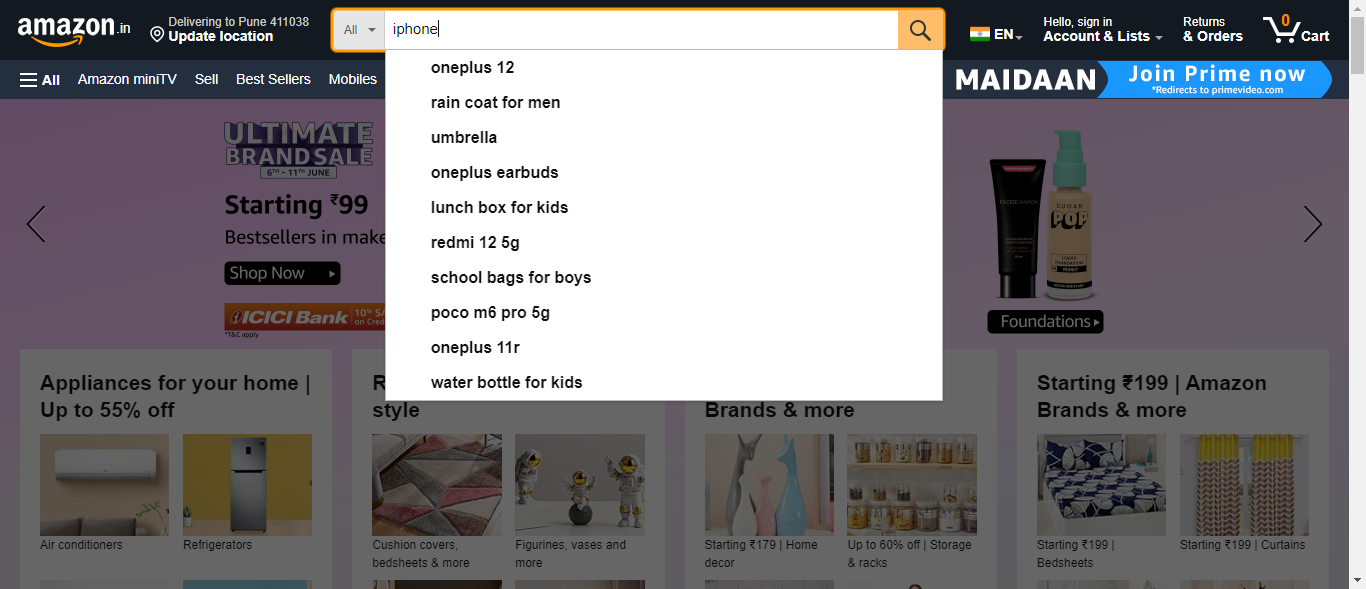 amazon.in
Delivering to Pune 411038
Update location
All
iphone
EN
Hello, sign in
Account & Lists
Returns
& Orders
0
Cart
All
Amazon miniTV
Sell
Best Sellers
Mobiles
MAIDAAN
Join Prime now
*Redirects to primevideo.com
oneplus 12
rain coat for men
umbrella
oneplus earbuds
lunch box for kids
redmi 12 5g
school bags for boys
poco m6 pro 5g
oneplus 11r
water bottle for kids
ULTIMATE
BRAND SALE
6TH - 11TH JUNE
Starting ₹99
Bestsellers in make
Shop Now
ICICI Bank
10% SA
on Cred
*T&C apply
FACES CANADA
SUGAR
POP
LIQUID
FOUNDATION
Foundations
Appliances for your home |
Up to 55% off
Air conditioners
Refrigerators
R
style
Cushion covers,
bedsheets & more
Figurines, vases and
more
Brands & more
Starting ₹179 | Home
decor
Up to 60% off | Storage
& racks
Starting ₹199 | Amazon
Brands & more
Starting ₹199 |
Bedsheets
Starting ₹199 | Curtains